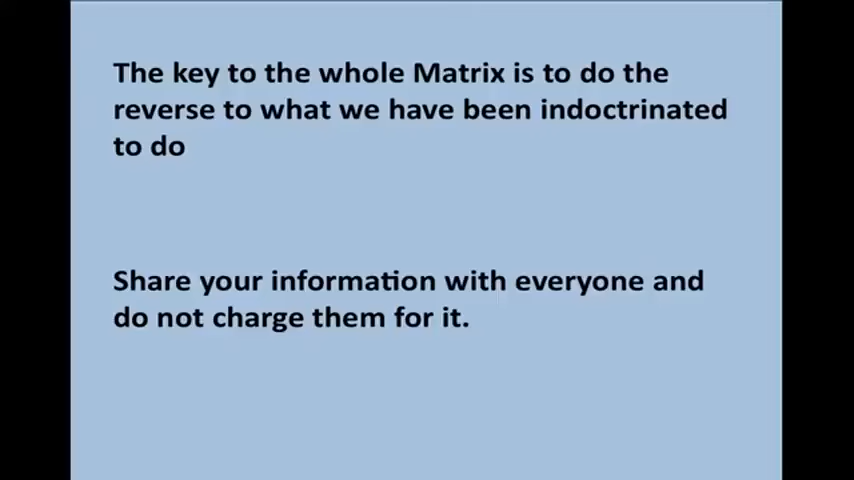 The key to the whole Matrix is to do the
reverse to what we have been indoctrinated
to do
Share your information with everyone and
do not charge them for it.